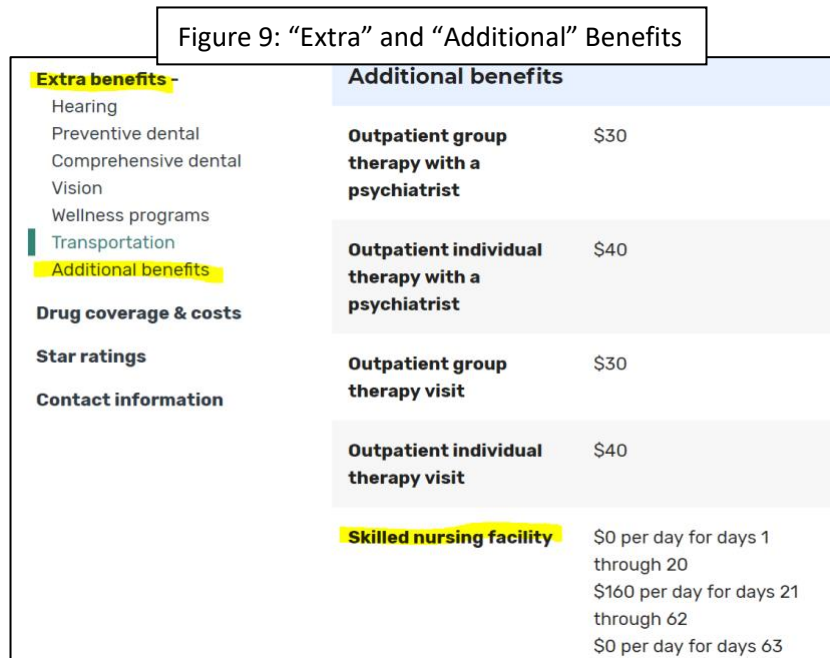 Figure 9: “Extra” and “Additional” Benefits
Extra benefits -
Hearing
Preventive dental
Comprehensive dental
Vision
Wellness programs
Transportation
Additional benefits
Drug coverage & costs
Star ratings
Contact information
Additional benefits
Outpatient group
therapy with a
psychiatrist
$30
Outpatient individual
therapy with a
psychiatrist
$40
Outpatient group
therapy visit
$30
Outpatient individual
therapy visit
$40
Skilled nursing facility
$0 per day for days 1
through 20
$160 per day for days 21
through 62
$0 per day for days 63